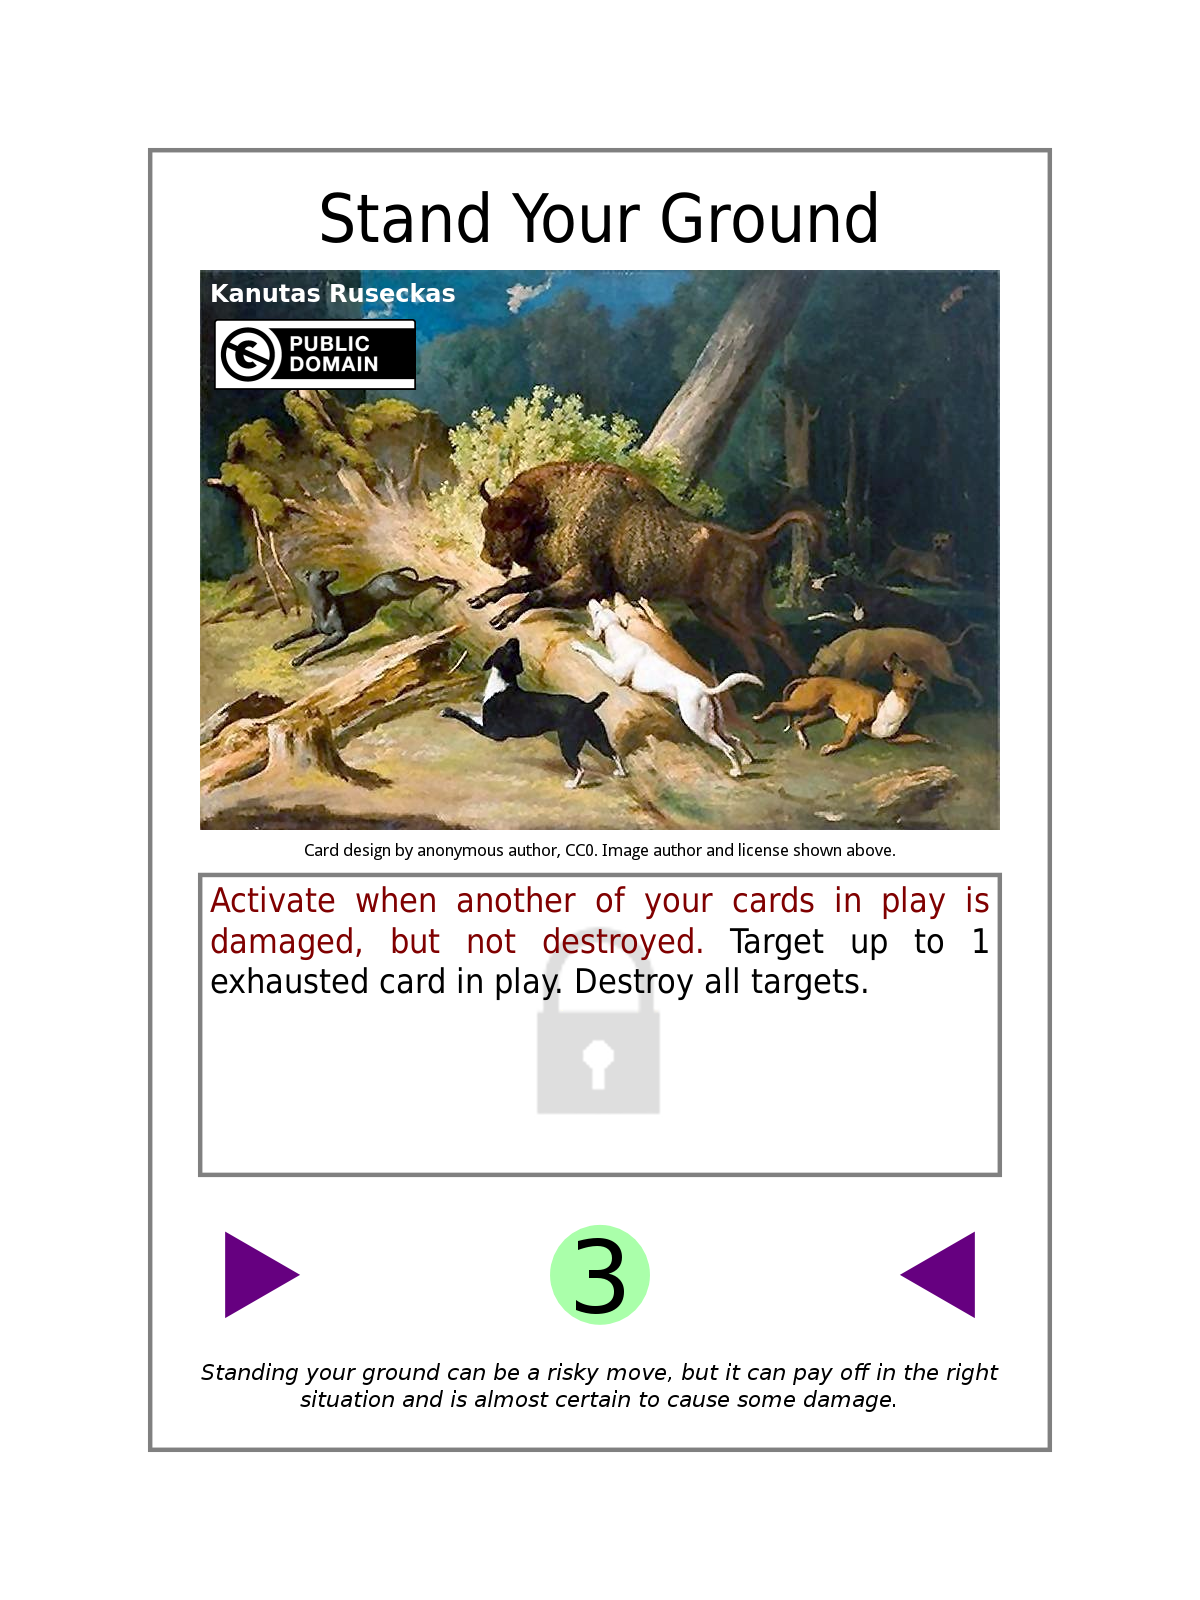 Stand Your Ground
Kanutas Ruseckas
PUBLIC
DOMAIN
Card design by anonymous author, CC0. Image author and license shown above.
Activate when another of your cards in play is
damaged, but not destroyed. Target up to 1
exhausted card in play. Destroy all targets.
3
Standing your ground can be a risky move, but it can pay off in the right
situation and is almost certain to cause some damage.